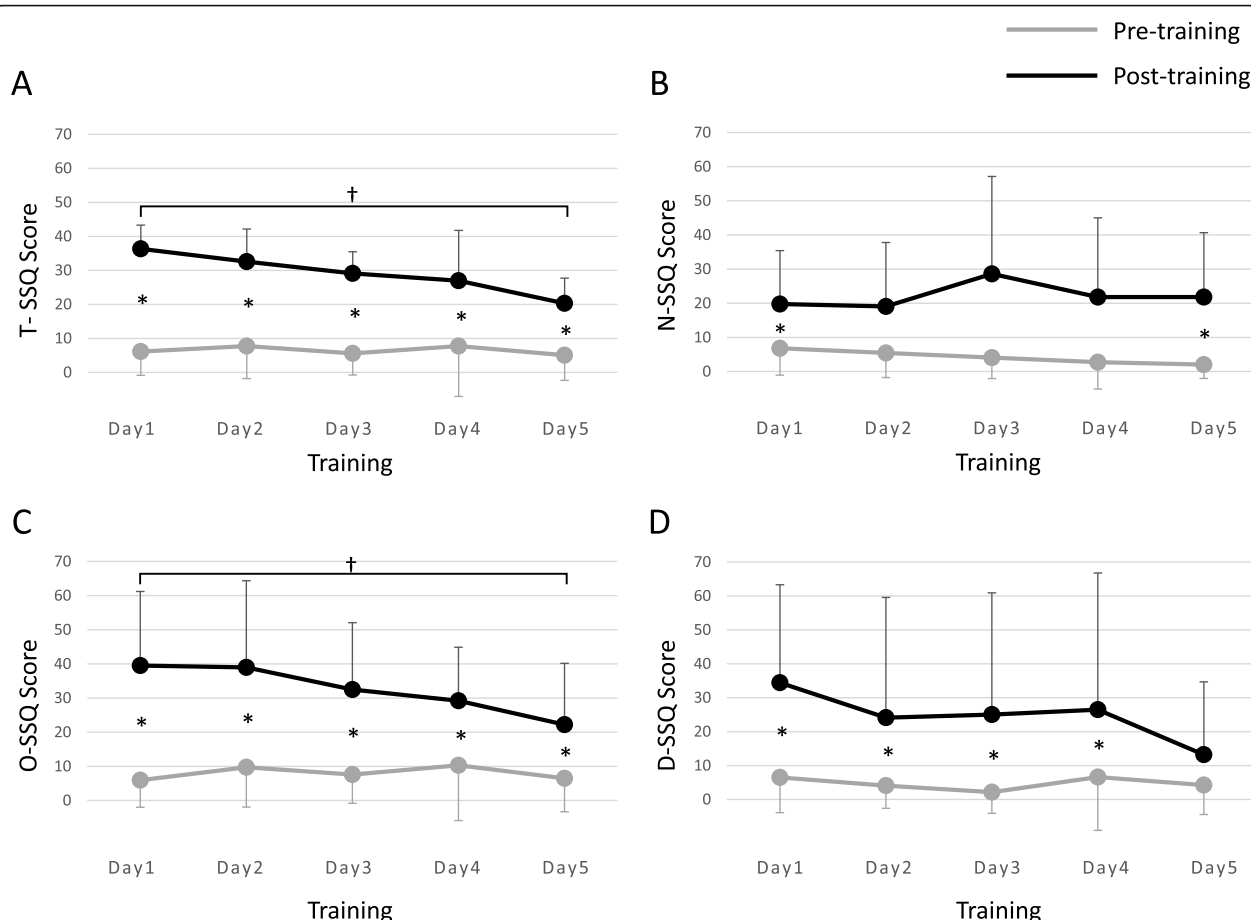 Pre-training
Post-training
A
T- SSQ Score
70
60
50
40
30
20
10
0
†
* * * * *
Day1 Day2 Day3 Day4 Day5
Training
B
N-SSQ Score
70
60
50
40
30
20
10
0
* *
Day1 Day2 Day3 Day4 Day5
Training
C
O-SSQ Score
70
60
50
40
30
20
10
0
†
* * * * *
Day1 Day2 Day3 Day4 Day5
Training
D
D-SSQ Score
70
60
50
40
30
20
10
0
* * * *
Day1 Day2 Day3 Day4 Day5
Training